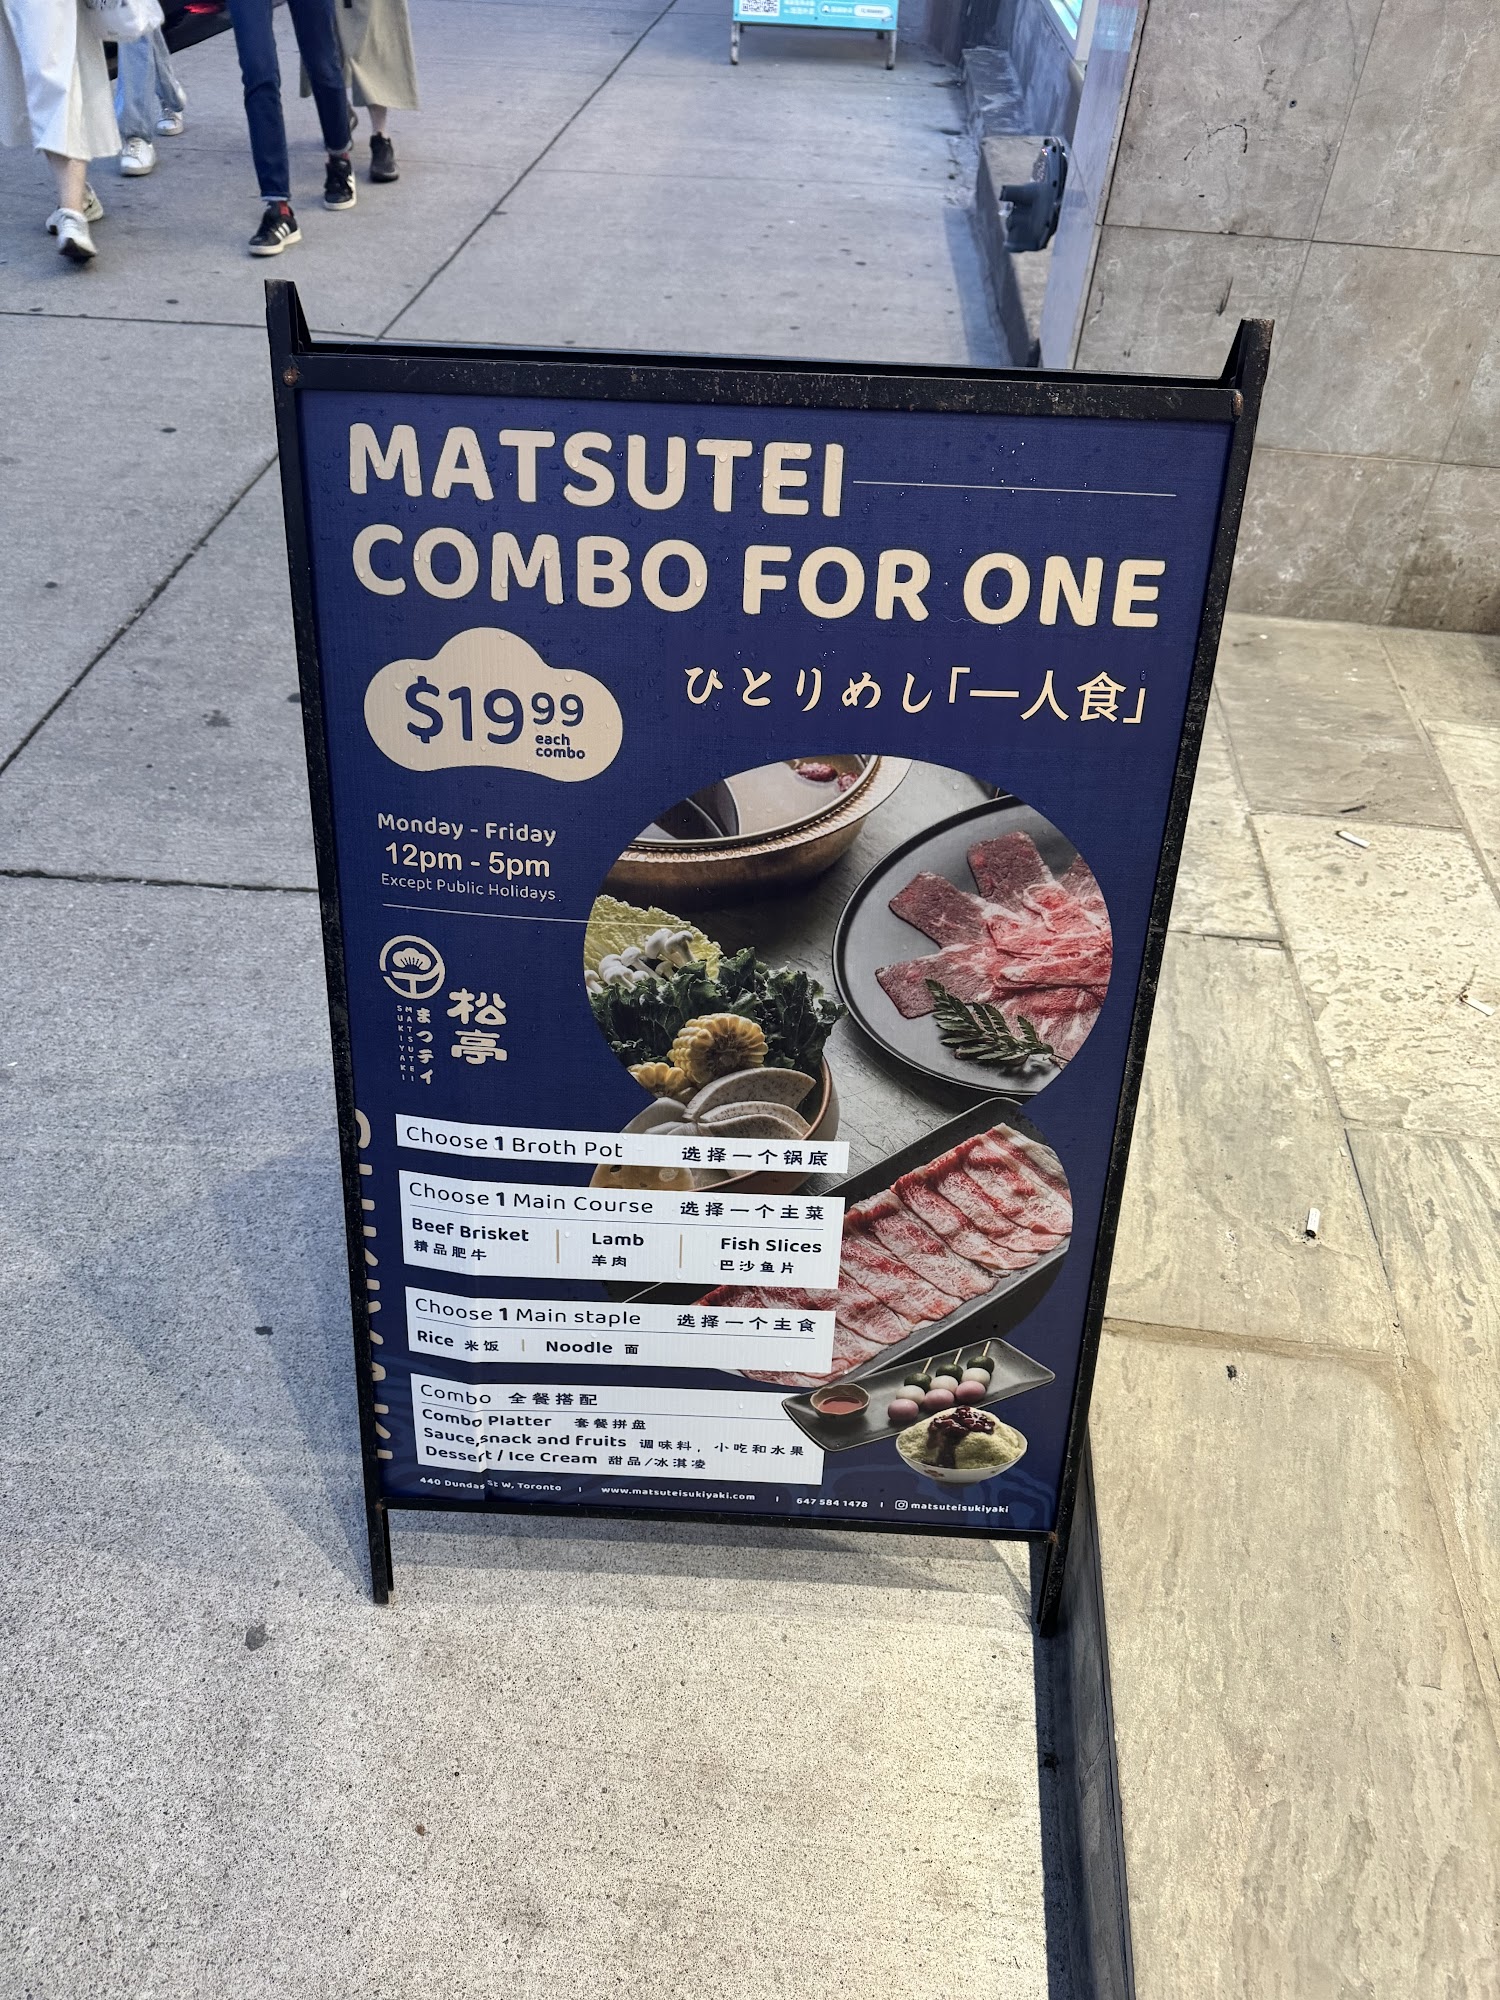 MATSUTEI
COMBO FOR ONE
$19 99
each
combo
ひとりめし「一人食」
Monday - Friday
12pm - 5pm
Except Public Holidays
松亭
まつテイ
MATSUTEI
SUKIYAKI
Choose 1 Broth Pot 选择一个锅底
Choose 1 Main Course 选择一个主菜
Beef Brisket | Lamb | Fish Slices
精品肥牛 羊肉 巴沙鱼片
Choose 1 Main staple 选择一个主食
Rice 米饭 | Noodle 面
Combo 全餐搭配
Combo Platter 套餐拼盘
Sauce,snack and fruits 调味料，小吃和水果
Dessert / Ice Cream 甜品/冰淇凌
440 Dundas St W, Toronto | www.matsuteisukiyaki.com | 647 584 1478 | matsuteisukiyaki